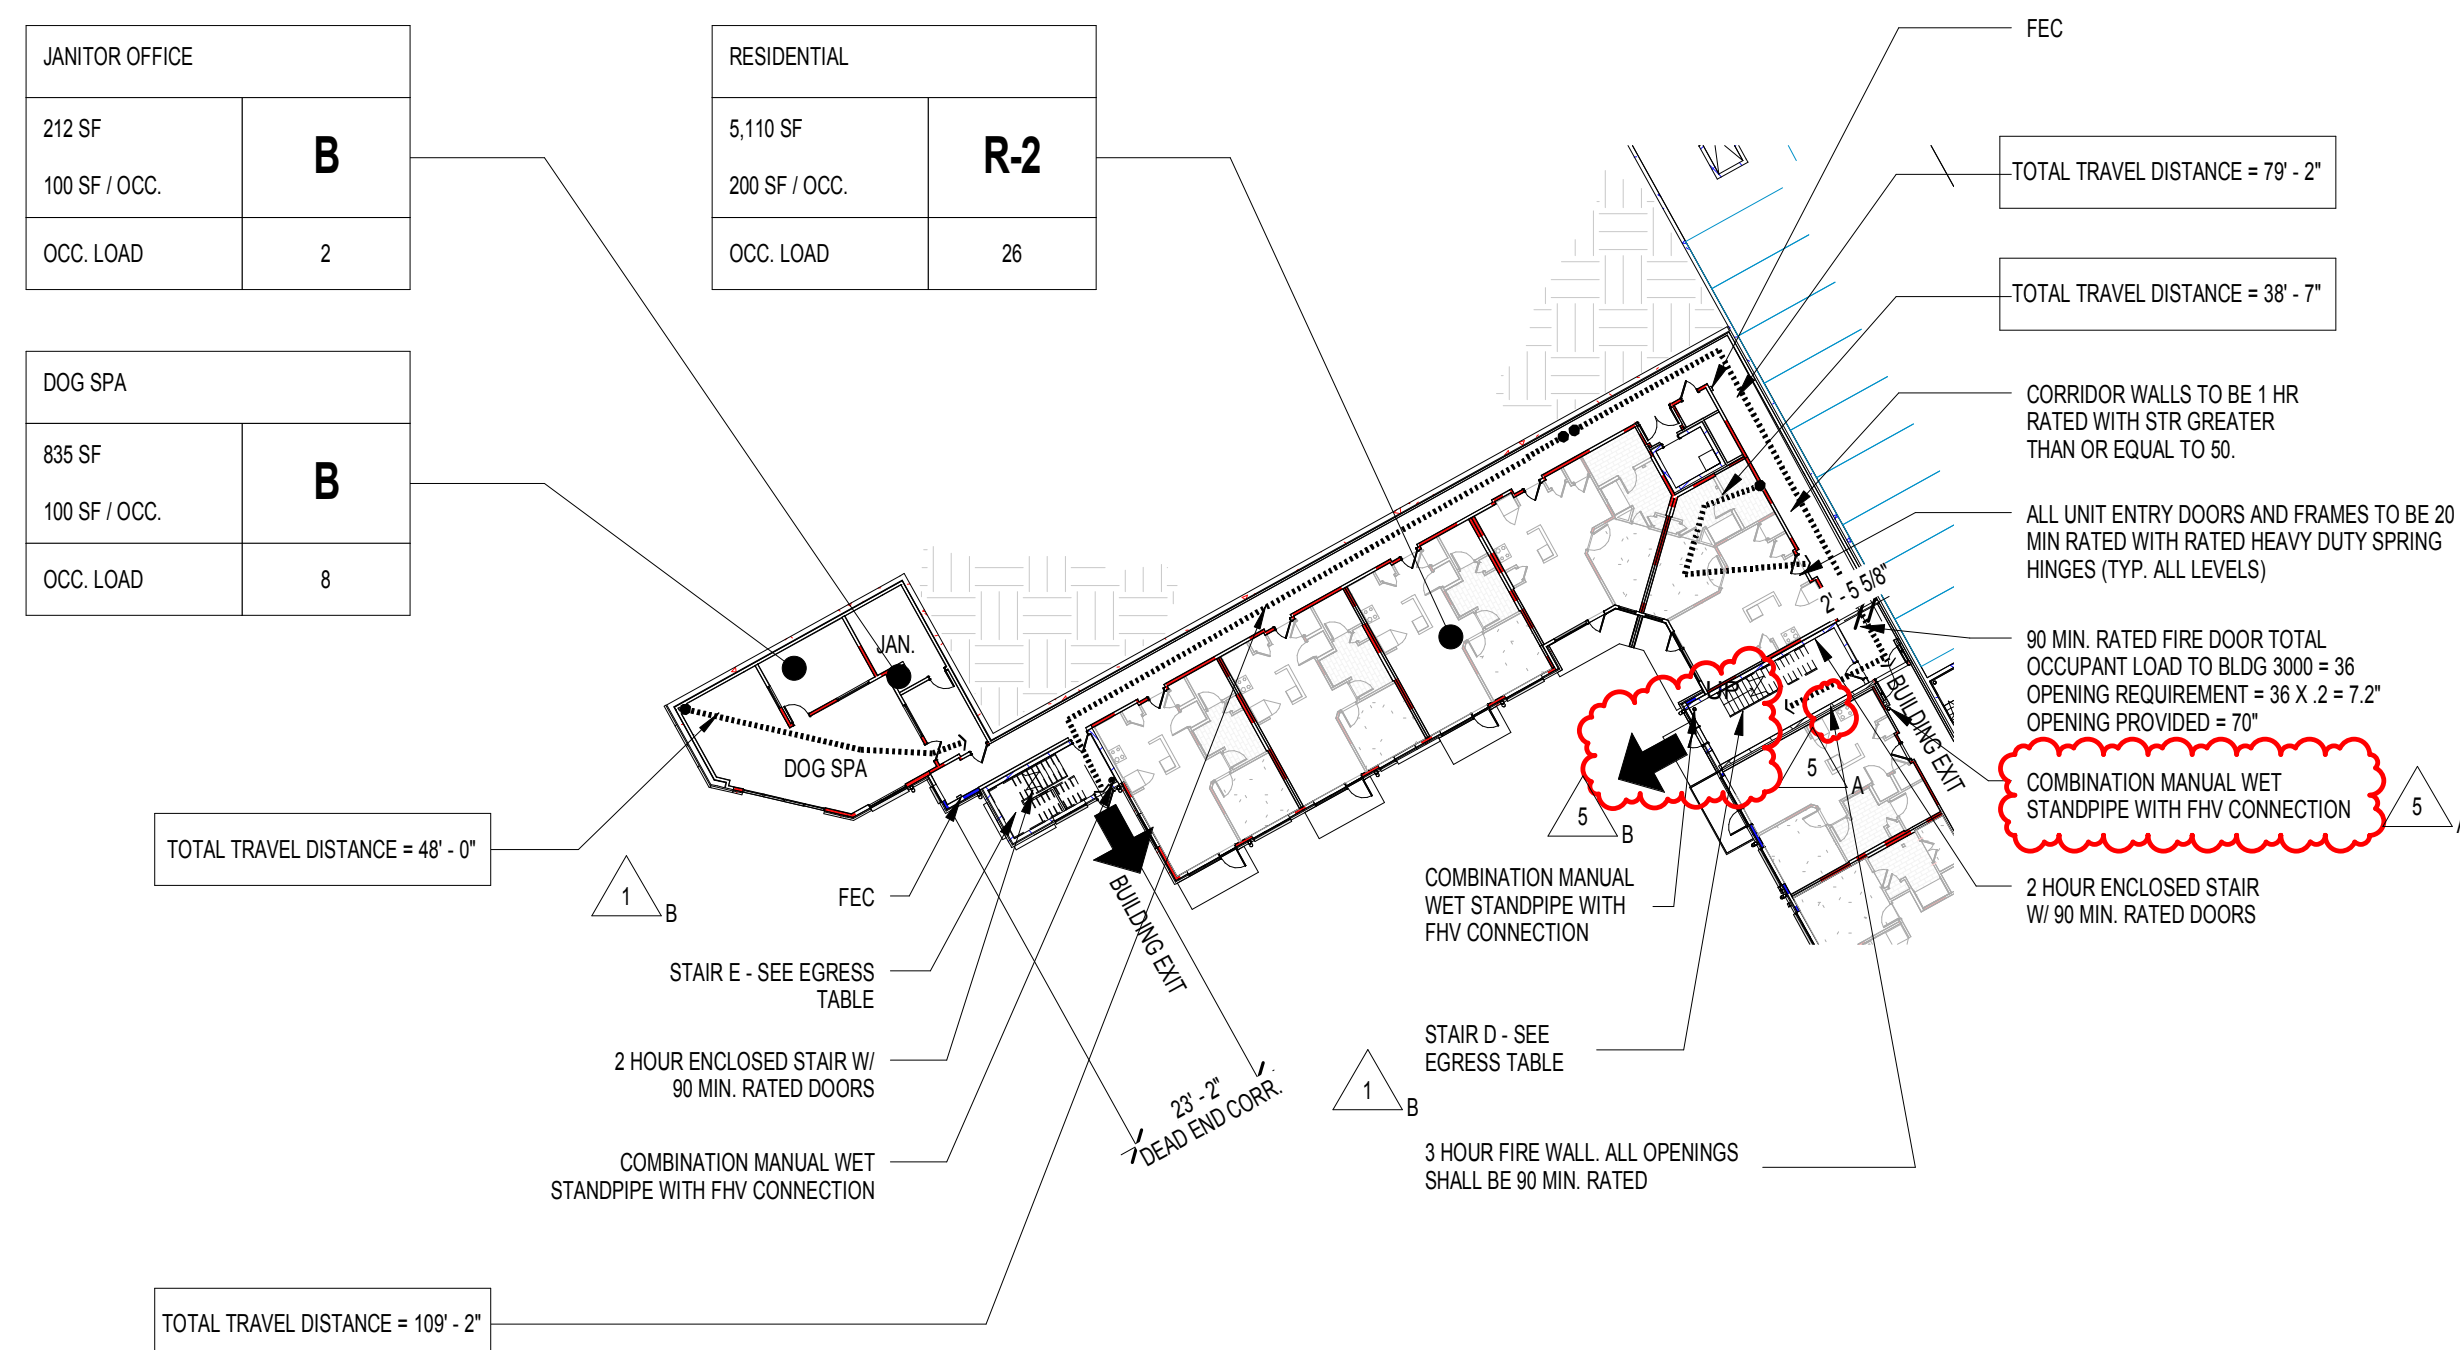 JANITOR OFFICE
212 SF
100 SF / OCC.
B
OCC. LOAD
2
RESIDENTIAL
5,110 SF
200 SF / OCC.
R-2
OCC. LOAD
26
DOG SPA
835 SF
100 SF / OCC.
B
OCC. LOAD
8
FEC
TOTAL TRAVEL DISTANCE = 79' - 2"
TOTAL TRAVEL DISTANCE = 38' - 7"
CORRIDOR WALLS TO BE 1 HR
RATED WITH STR GREATER
THAN OR EQUAL TO 50.
ALL UNIT ENTRY DOORS AND FRAMES TO BE 20
MIN RATED WITH RATED HEAVY DUTY SPRING
HINGES (TYP. ALL LEVELS)
2' - 5 5/8"
90 MIN. RATED FIRE DOOR TOTAL
OCCUPANT LOAD TO BLDG 3000 = 36
OPENING REQUIREMENT = 36 X .2 = 7.2"
OPENING PROVIDED = 70"
COMBINATION MANUAL WET
STANDPIPE WITH FHV CONNECTION
5
2 HOUR ENCLOSED STAIR
W/ 90 MIN. RATED DOORS
JAN.
DOG SPA
UP
BUILDING EXIT
5
A
5
B
TOTAL TRAVEL DISTANCE = 48' - 0"
1
B
FEC
STAIR E - SEE EGRESS
TABLE
2 HOUR ENCLOSED STAIR W/
90 MIN. RATED DOORS
COMBINATION MANUAL WET
STANDPIPE WITH FHV CONNECTION
BUILDING EXIT
23' - 2"
DEAD END CORR.
1
B
COMBINATION MANUAL
WET STANDPIPE WITH
FHV CONNECTION
STAIR D - SEE
EGRESS TABLE
3 HOUR FIRE WALL. ALL OPENINGS
SHALL BE 90 MIN. RATED
TOTAL TRAVEL DISTANCE = 109' - 2"